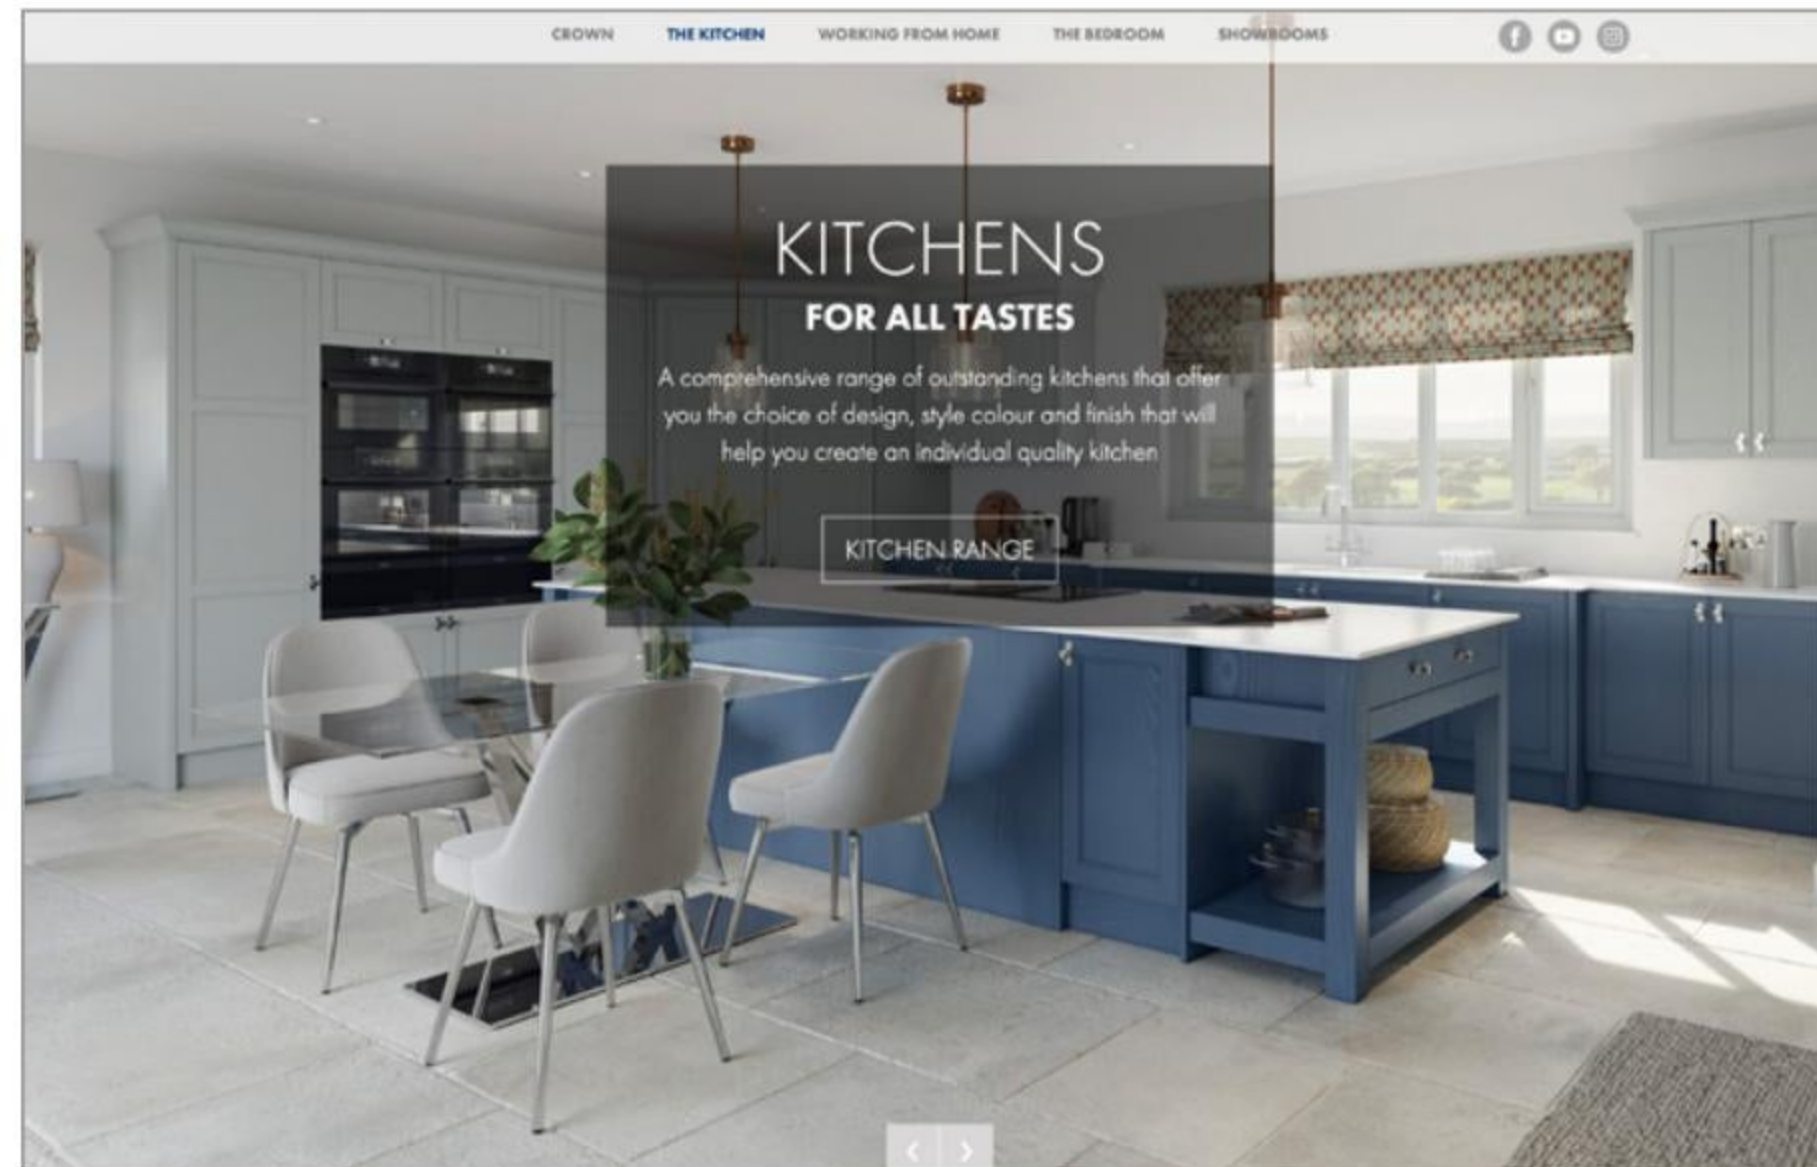 CROWN THE KITCHEN WORKING FROM HOME THE BEDROOM SHOWROOMS
KITCHENS
FOR ALL TASTES
A comprehensive range of outstanding kitchens that offer
you the choice of design, style colour and finish that will
help you create an individual quality kitchen
KITCHEN RANGE